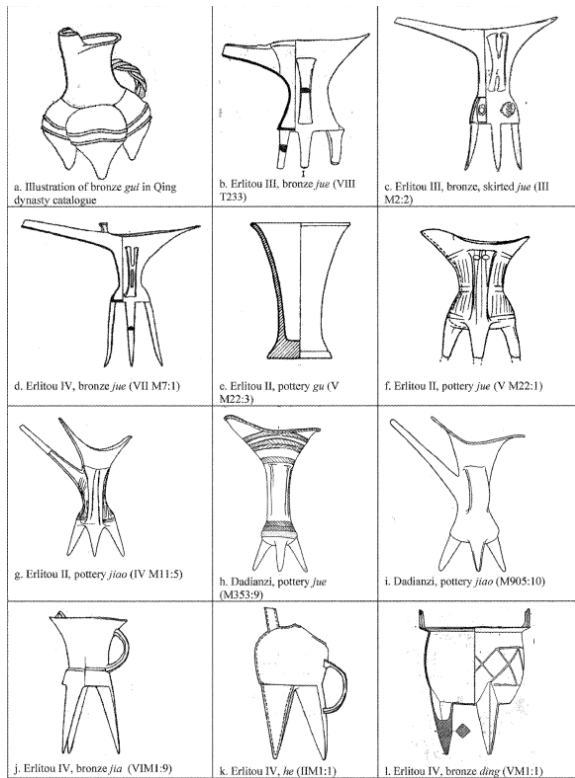 a. Illustration of bronze gui in Qing
dynasty catalogue
b. Erlitou III, bronze jue (VIII
T233)
c. Erlitou III, bronze, skirted jue (III
M2:2)
d. Erlitou IV, bronze jue (VII M7:1)
e. Erlitou II, pottery gu (V
M22:3)
f. Erlitou II, pottery jue (V M22:1)
g. Erlitou II, pottery jiao (IV M11:5)
h. Dadianzi, pottery jue
(M353:9)
i. Dadianzi, pottery jiao (M905:10)
j. Erlitou IV, bronze jia (VIM1:9)
k. Erlitou IV, he (IIM1:1)
l. Erlitou IV, bronze ding (VM1:1)